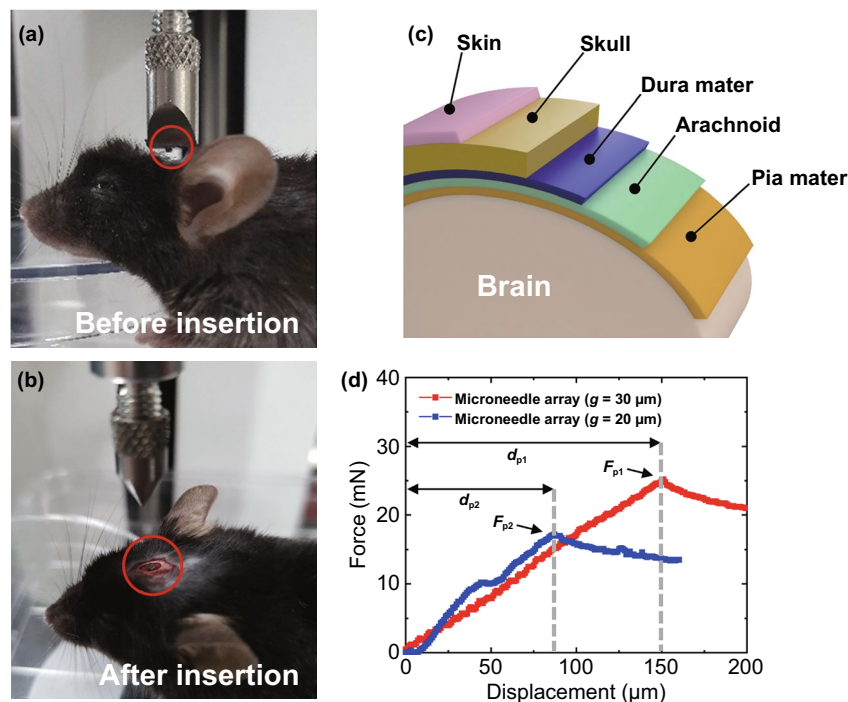 (a)
Before insertion
(b)
After insertion
(c)
Skin
Skull
Dura mater
Arachnoid
Pia mater
Brain
(d)
Microneedle array (g = 30 µm)
Microneedle array (g = 20 µm)
dp1
Fp1
dp2
Fp2
Force (mN)
40
30
20
10
0
0 50 100 150 200
Displacement (µm)